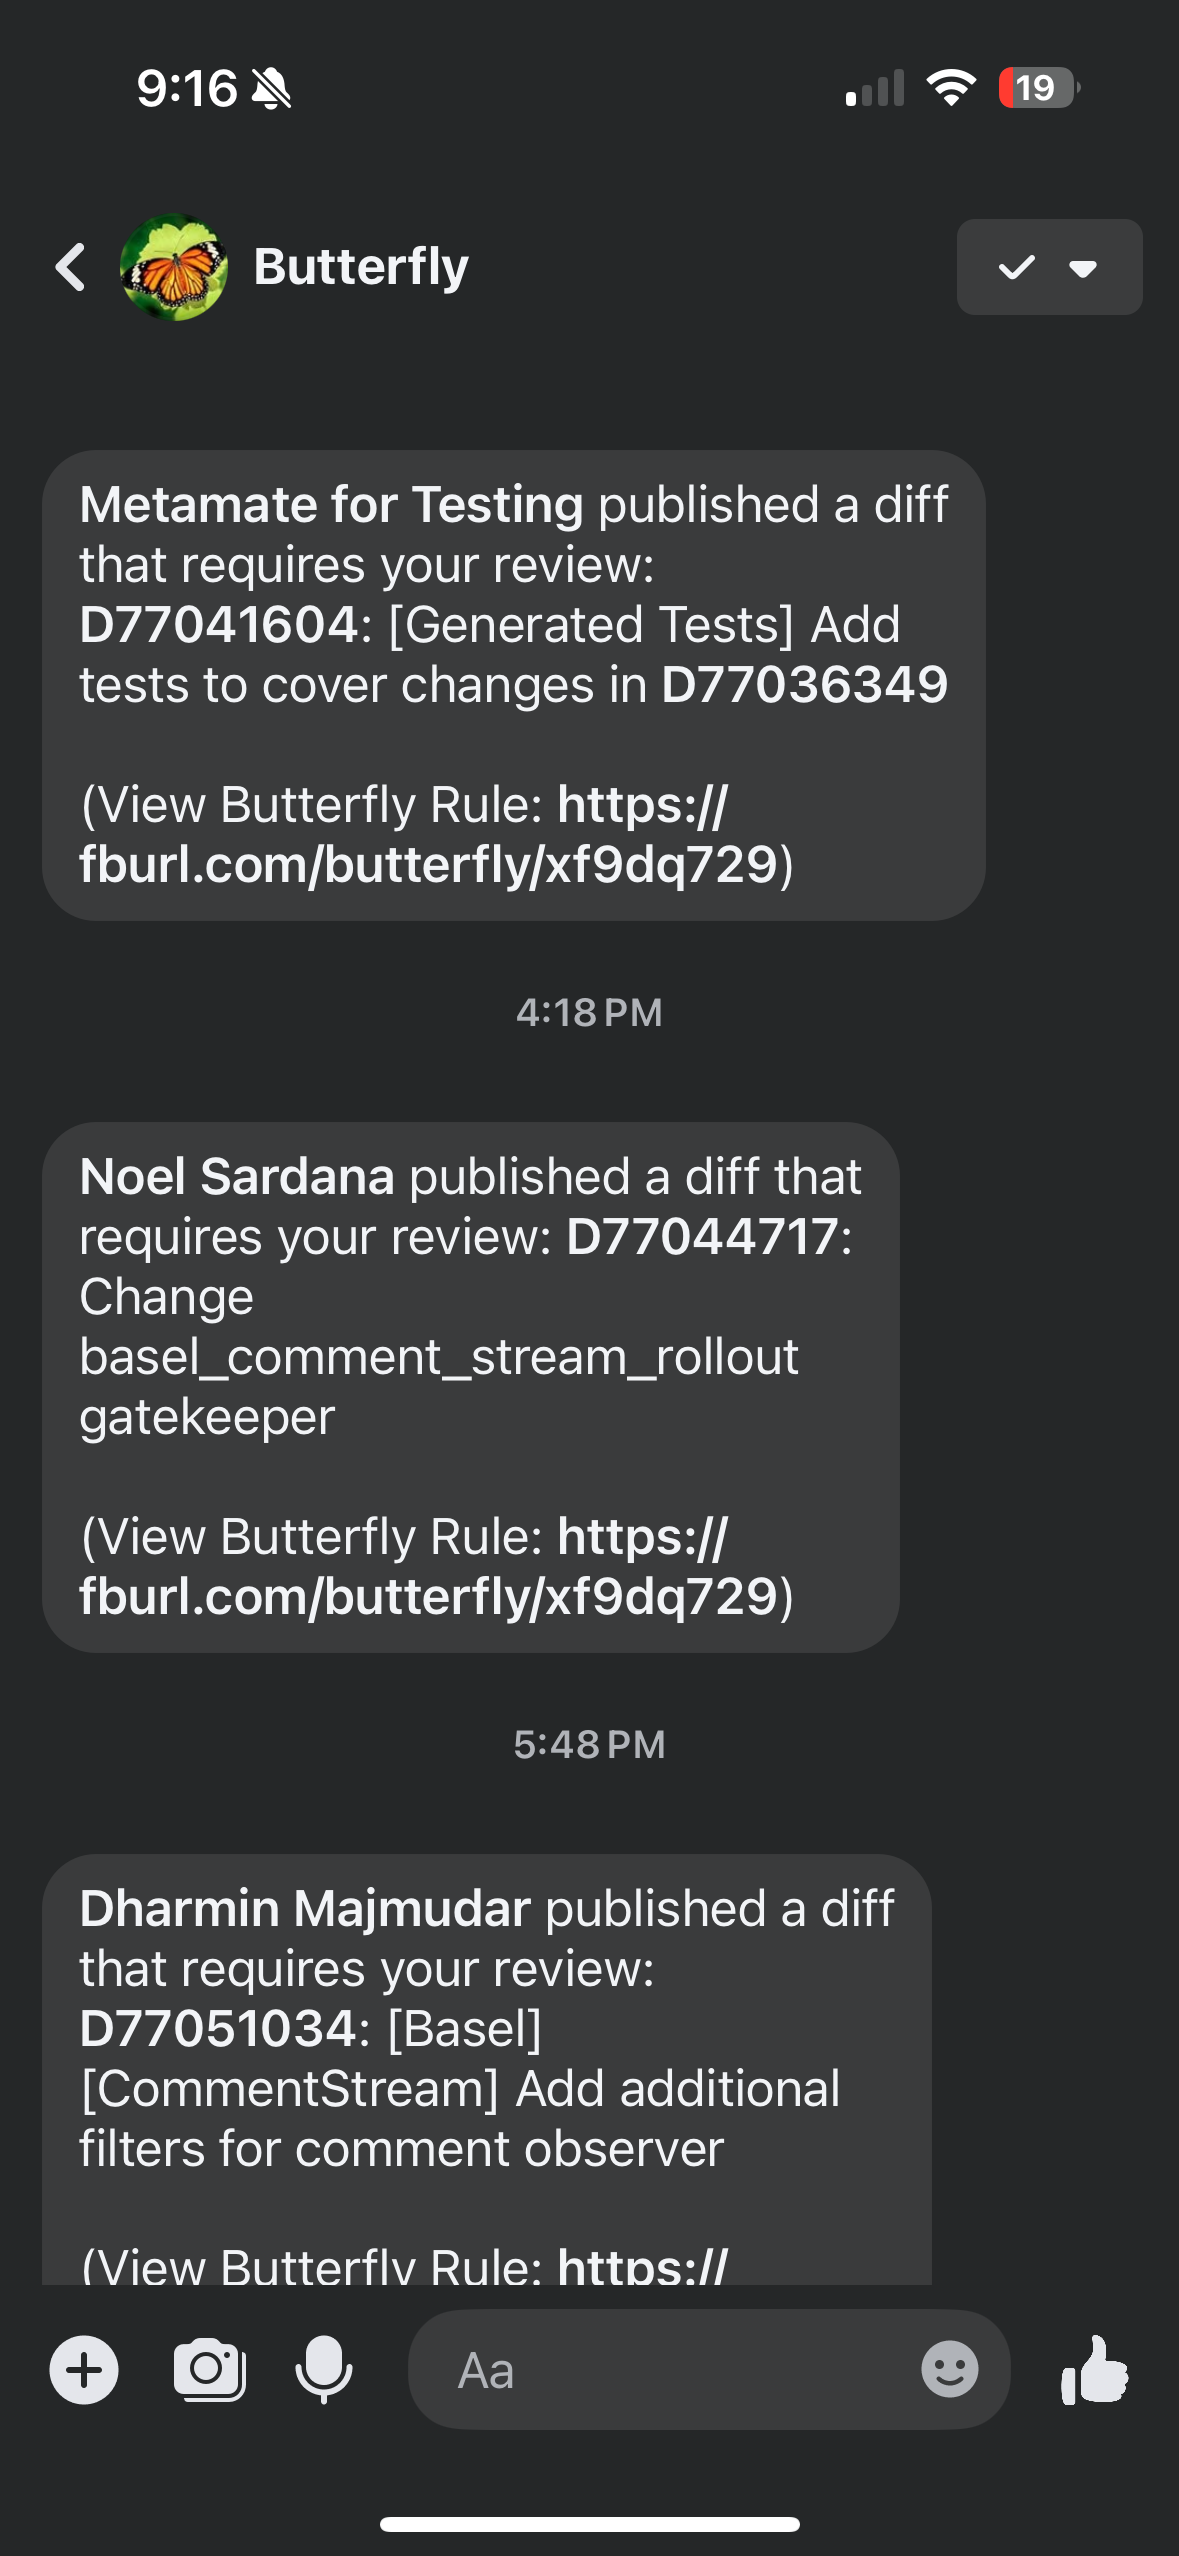 9:16
19
Butterfly
Metamate for Testing published a diff
that requires your review:
D77041604: [Generated Tests] Add
tests to cover changes in D77036349
(View Butterfly Rule: https://
fburl.com/butterfly/xf9dq729)
4:18 PM
Noel Sardana published a diff that
requires your review: D77044717:
Change
basel_comment_stream_rollout
gatekeeper
(View Butterfly Rule: https://
fburl.com/butterfly/xf9dq729)
5:48 PM
Dharmin Majmudar published a diff
that requires your review:
D77051034: [Basel]
[CommentStream] Add additional
filters for comment observer
(View Butterfly Rule: https://
Aa